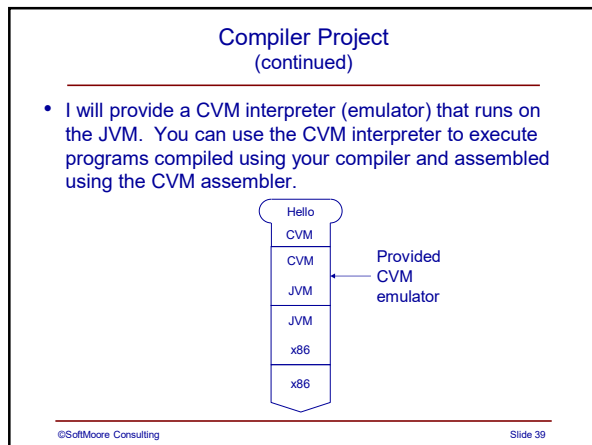 Compiler Project
(continued)
• I will provide a CVM interpreter (emulator) that runs on
the JVM.  You can use the CVM interpreter to execute
programs compiled using your compiler and assembled
using the CVM assembler.
Hello
CVM
CVM
JVM
JVM
x86
x86
Provided
CVM
emulator
©SoftMoore Consulting
Slide 39